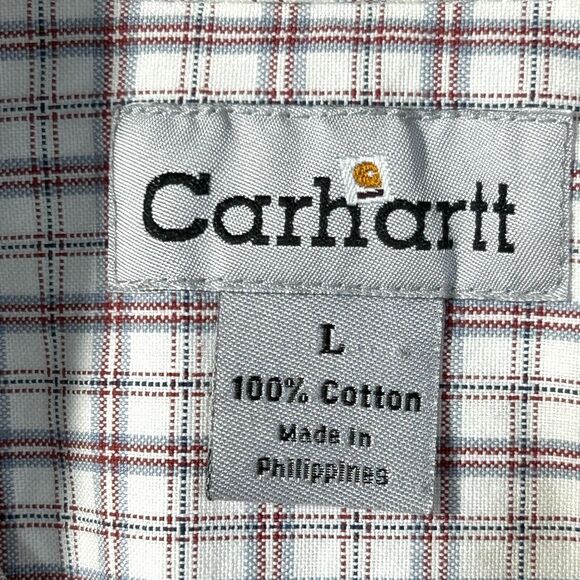 Carhartt
L
100% Cotton
Made in
Philippines